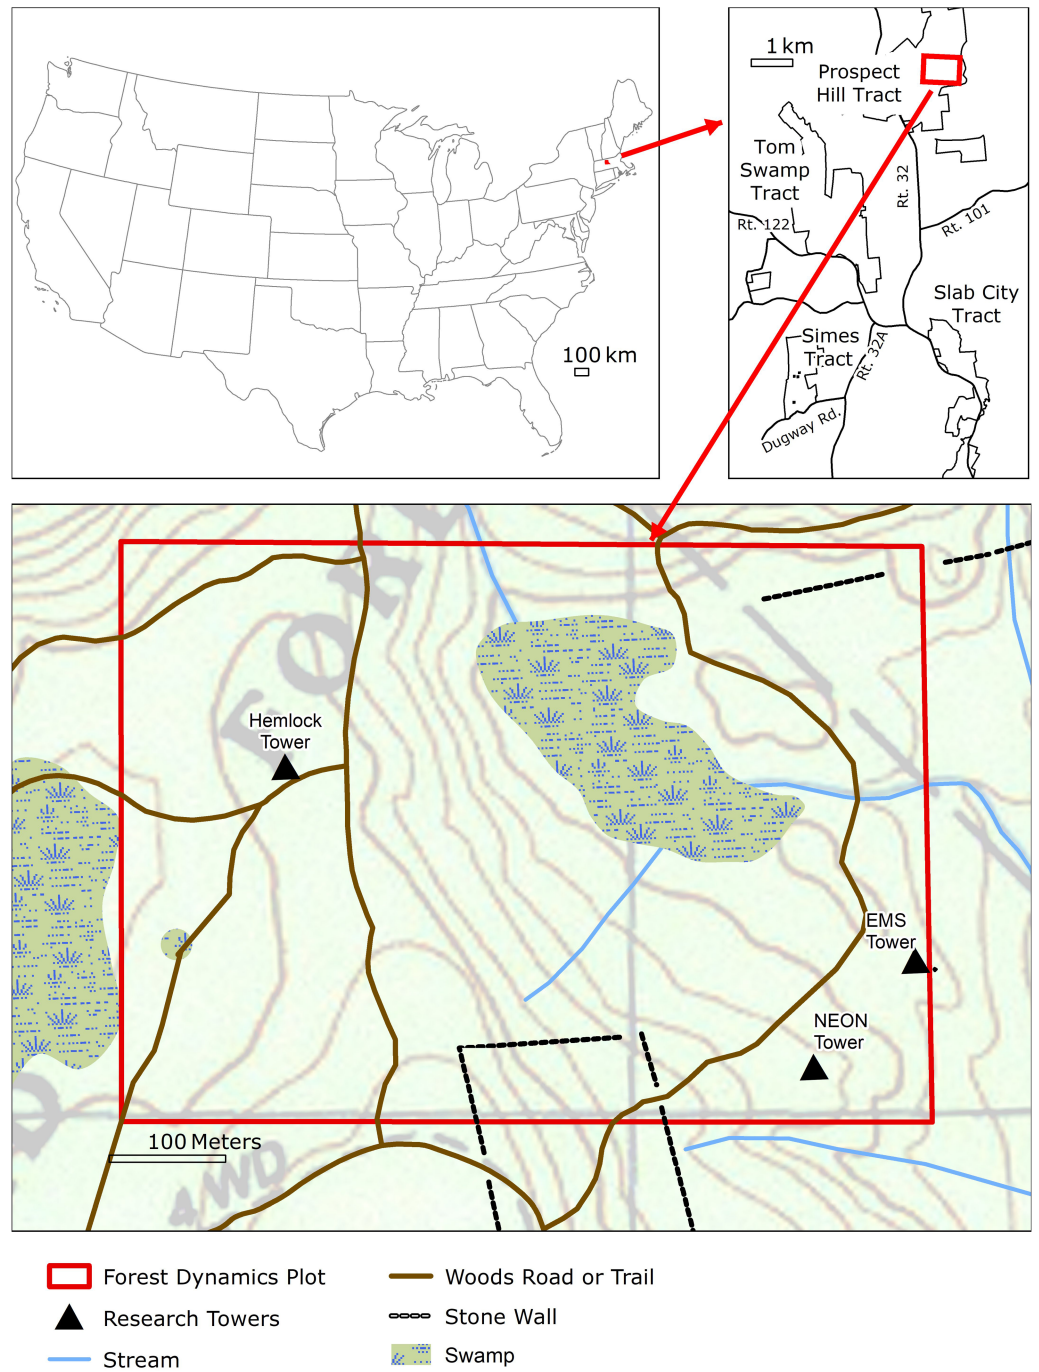 100 km
1 km
Prospect
Hill Tract
Tom
Swamp
Tract
Rt. 32
Rt. 101
Rt. 122
Slab City
Tract
Simes
Tract
Rt. 32A
Dugway Rd.
Hemlock
Tower
EMS
Tower
NEON
Tower
100 Meters
4WD
Forest Dynamics Plot
Woods Road or Trail
Research Towers
Stone Wall
Stream
Swamp